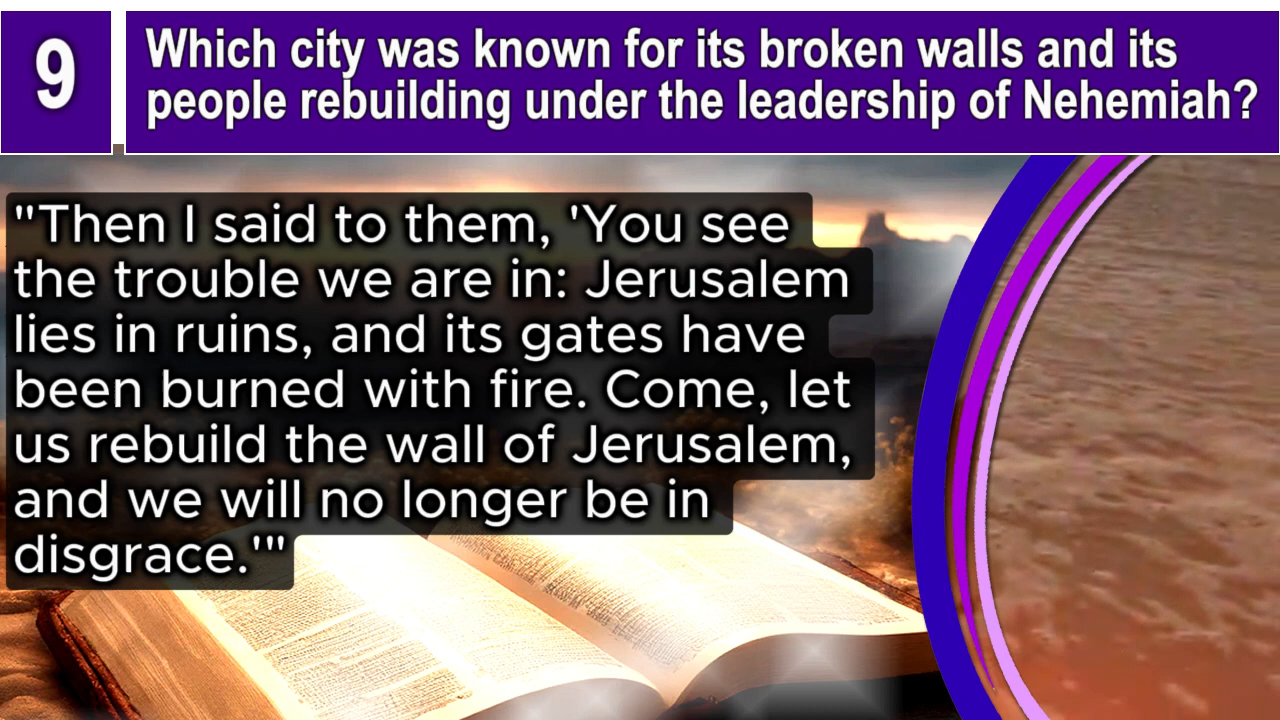 9
Which city was known for its broken walls and its
people rebuilding under the leadership of Nehemiah?
"Then I said to them, 'You see
the trouble we are in: Jerusalem
lies in ruins, and its gates have
been burned with fire. Come, let
us rebuild the wall of Jerusalem,
and we will no longer be in
disgrace.'"